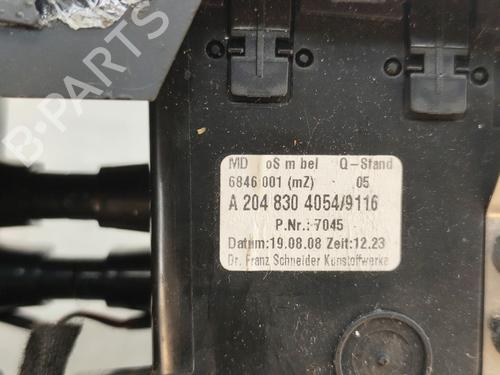 B-PARTS
MD oS m bel Q-Stand
6846 001 (mZ) 05
A 204 830 4054/9116
P.Nr.: 7045
Datum:19.08.08 Zeit:12.23
Dr. Franz Schneider Kunstoffwerke